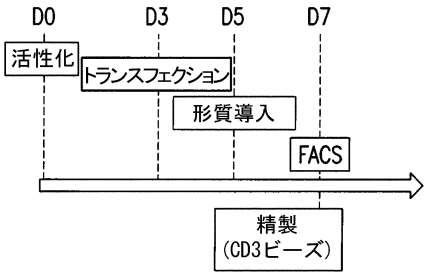 D0 D3 D5 D7
活性化
トランスフェクション
形質導入
FACS
精製
(CD3ビーズ)